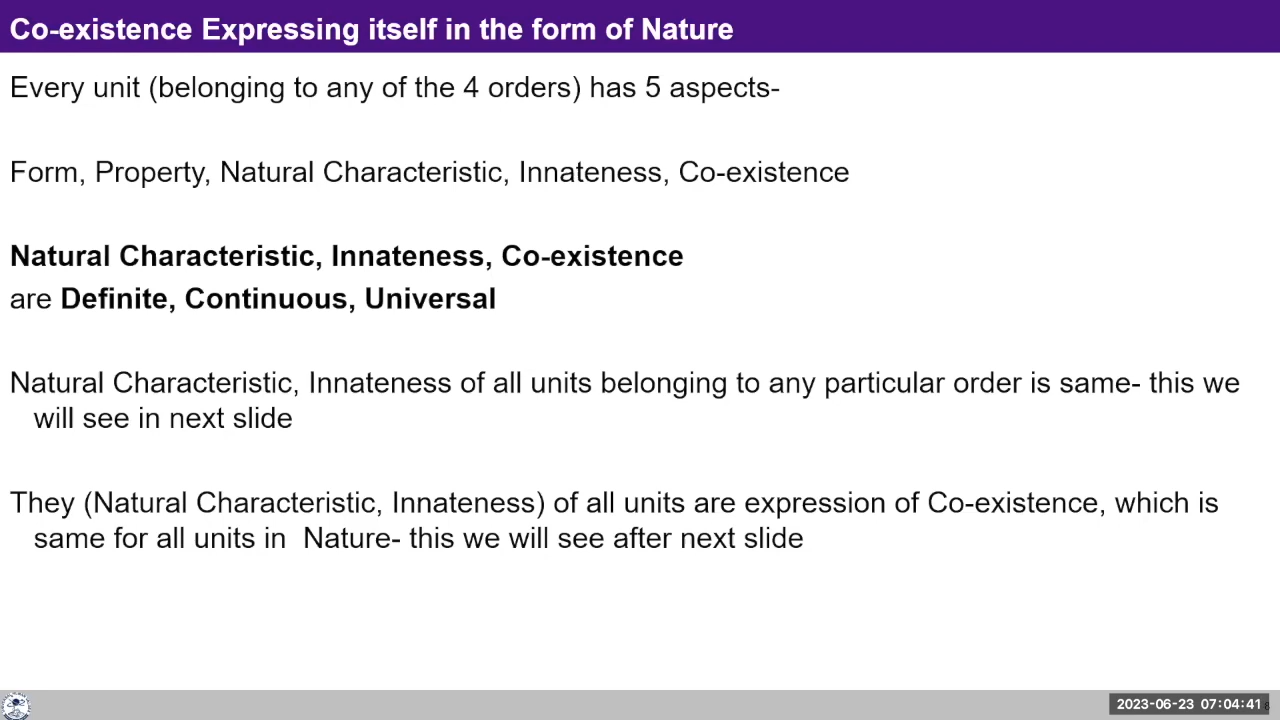 Co-existence Expressing itself in the form of Nature
Every unit (belonging to any of the 4 orders) has 5 aspects-
Form, Property, Natural Characteristic, Innateness, Co-existence
Natural Characteristic, Innateness, Co-existence
are Definite, Continuous, Universal
Natural Characteristic, Innateness of all units belonging to any particular order is same- this we
will see in next slide
They (Natural Characteristic, Innateness) of all units are expression of Co-existence, which is
same for all units in Nature- this we will see after next slide
2023-06-23 07:04:41